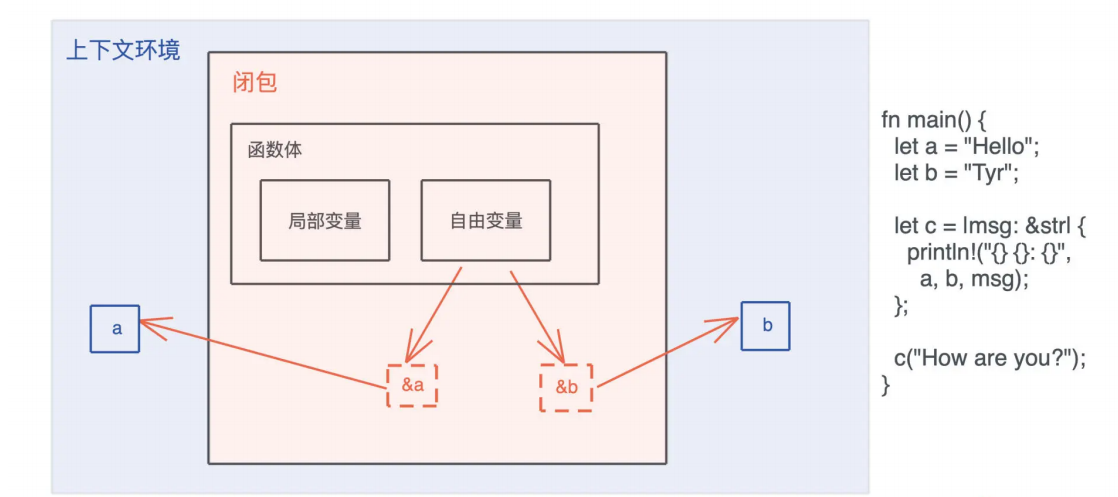 上下文环境
闭包
函数体
局部变量
自由变量
a
b
&a
&b
fn main() {
let a = "Hello";
let b = "Tyr";
let c = |msg: &str| {
println!("{} {}: {}",
a, b, msg);
};
c("How are you?");
}